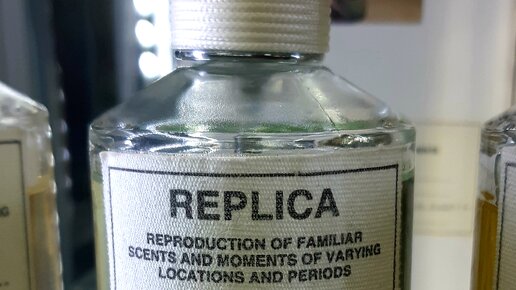 REPLICA
REPRODUCTION OF FAMILIAR
SCENTS AND MOMENTS OF VARYING
LOCATIONS AND PERIODS